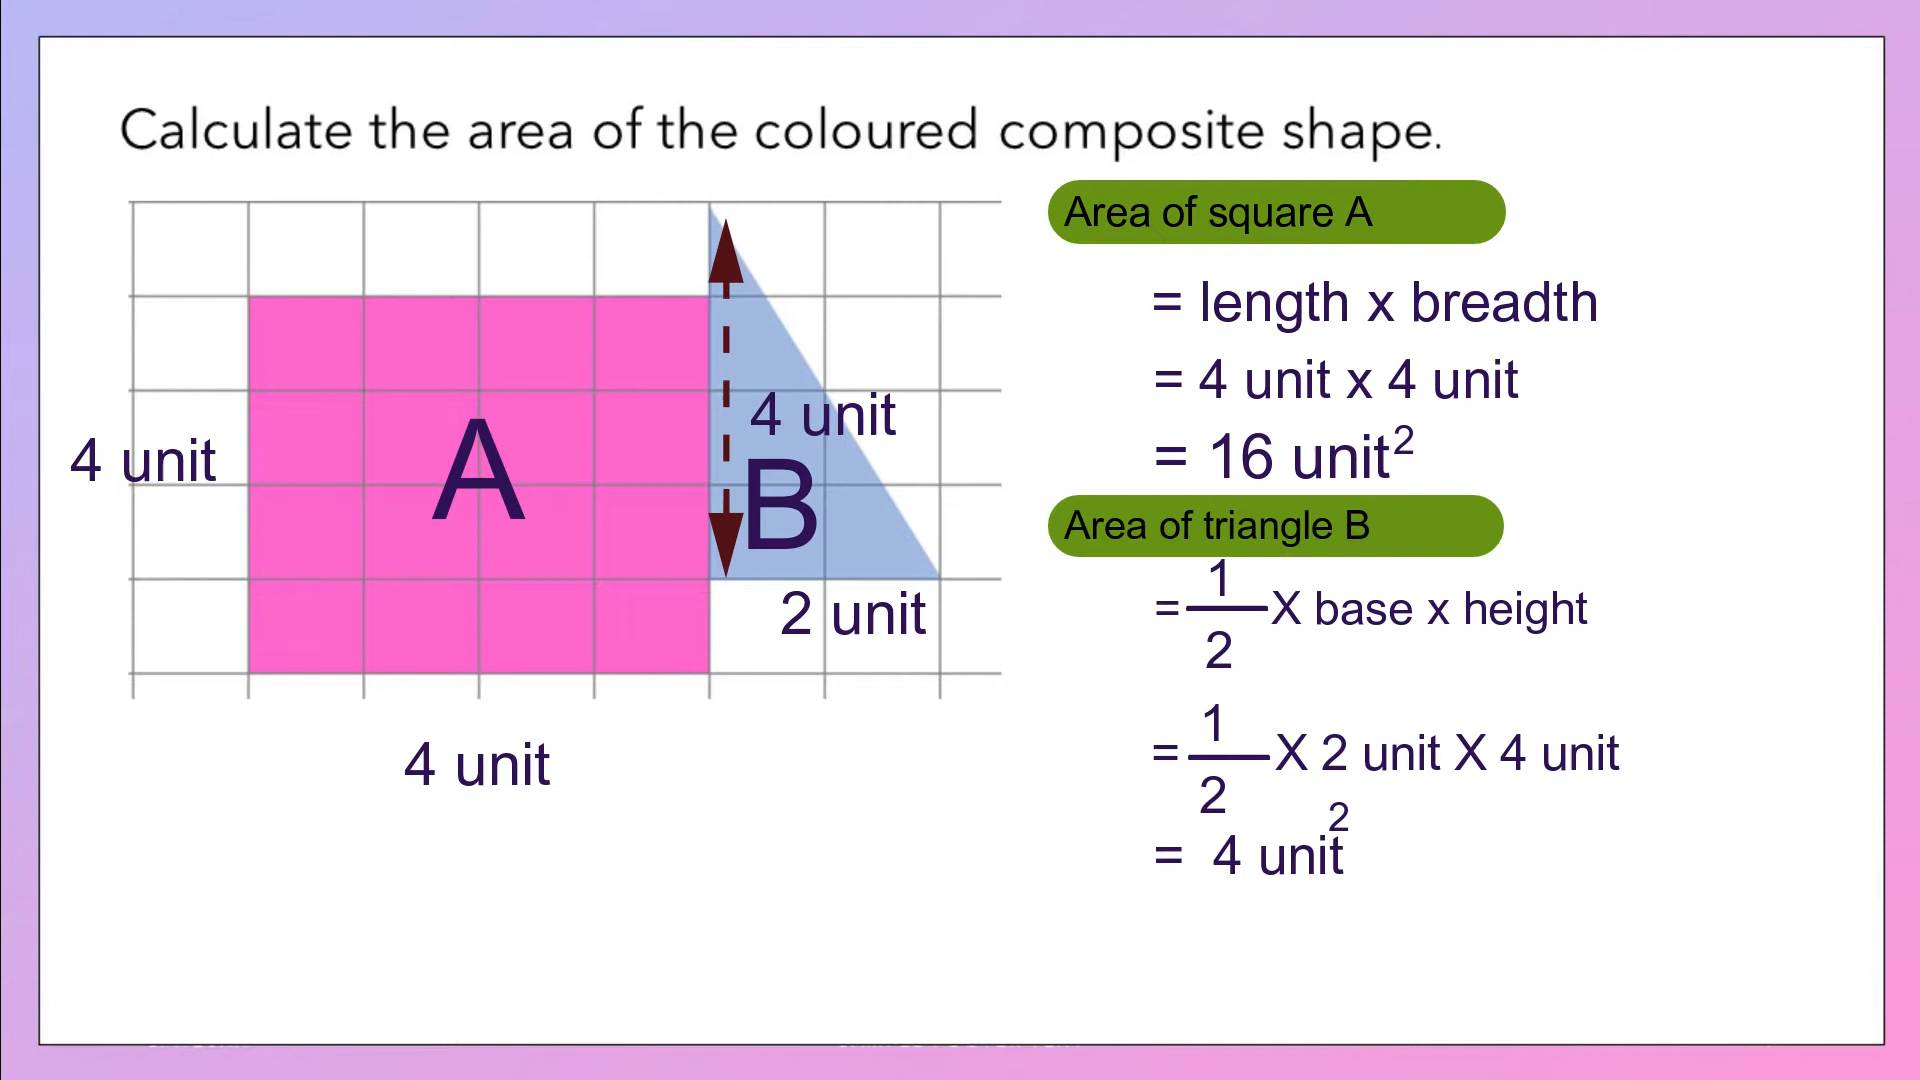 Calculate the area of the coloured composite shape.
Area of square A
= length x breadth
= 4 unit x 4 unit
= 16 unit²
Area of triangle B
= 1/2 X base x height
= 1/2 X 2 unit X 4 unit
= 4 unit²
4 unit
A
4 unit
B
2 unit
4 unit